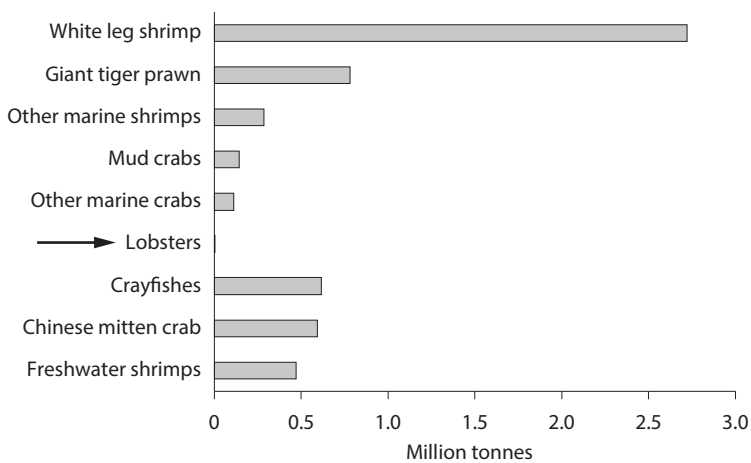 White leg shrimp
Giant tiger prawn
Other marine shrimps
Mud crabs
Other marine crabs
Lobsters
Crayfishes
Chinese mitten crab
Freshwater shrimps
0 0.5 1.0 1.5 2.0 2.5 3.0
Million tonnes